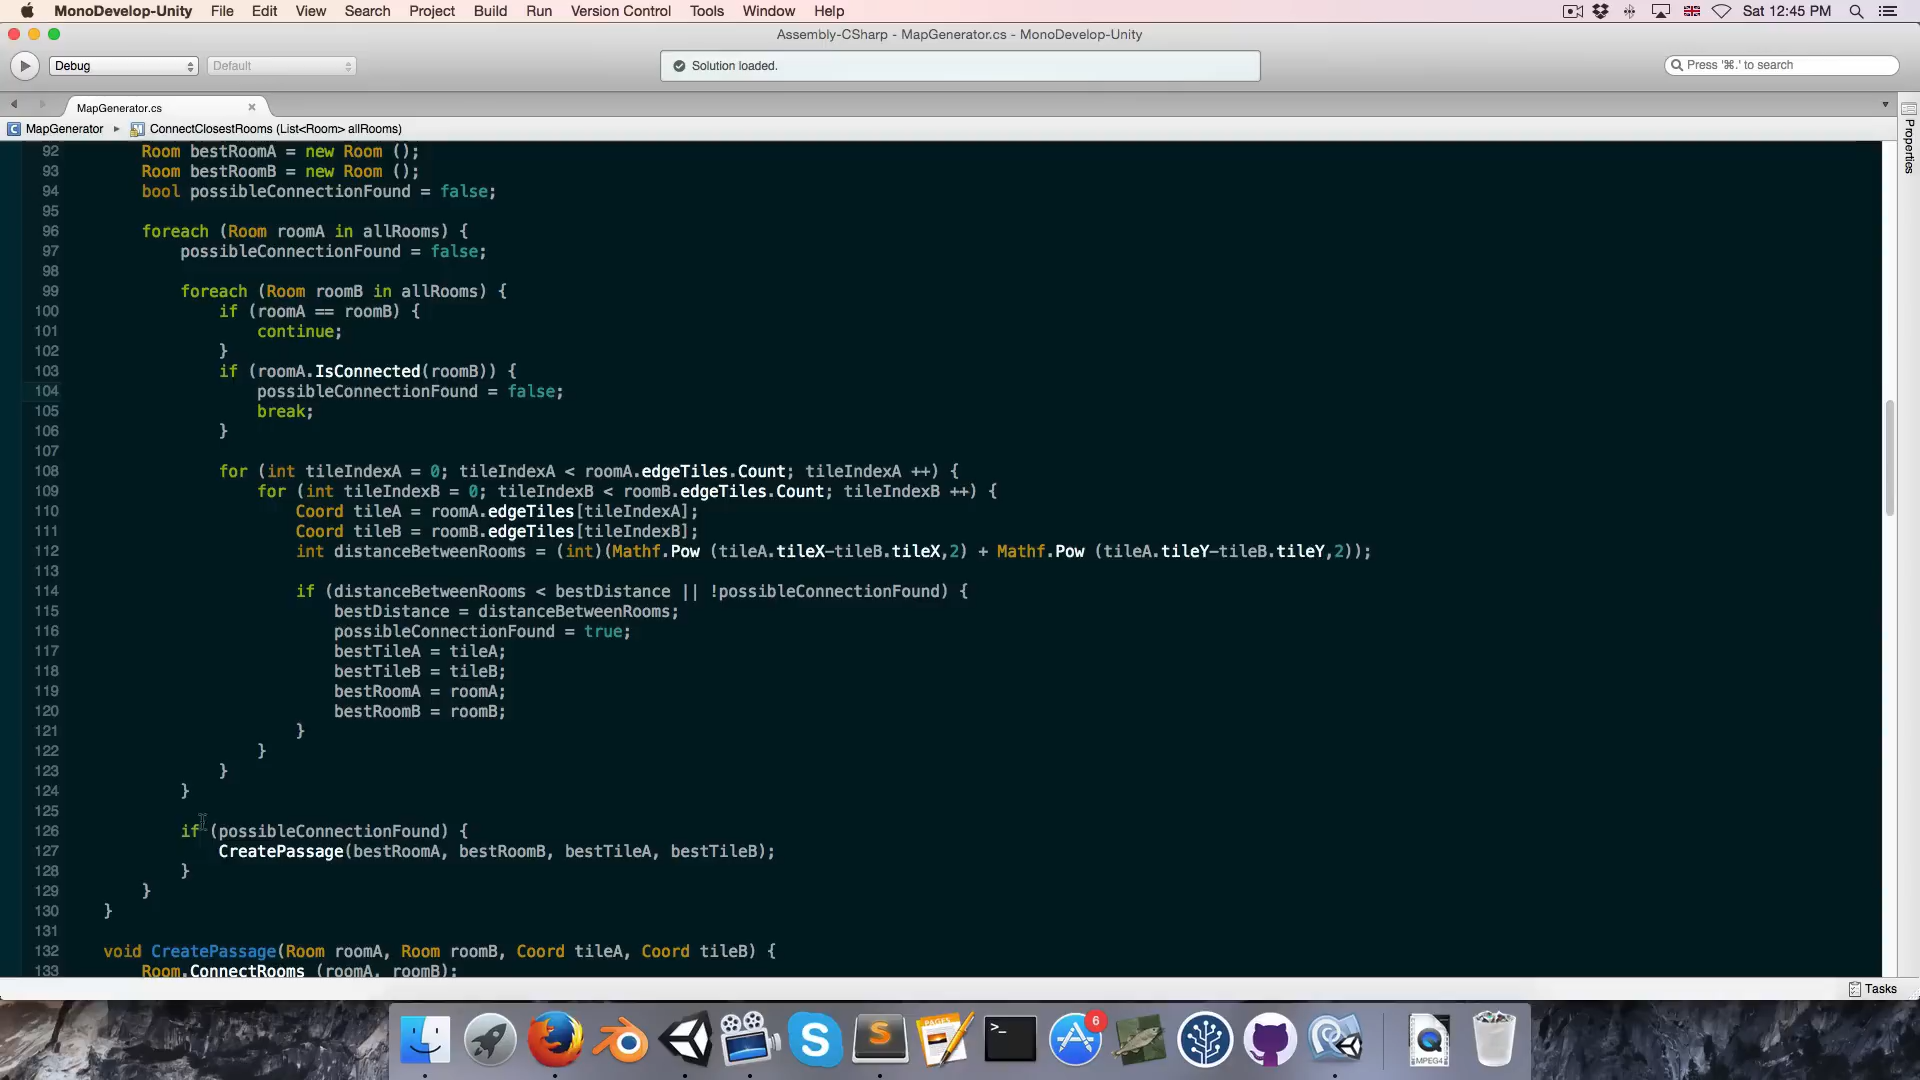 MonoDevelop-Unity File Edit View Search Project Build Run Version Control Tools Window Help Sat 12:45 PM
Assembly-CSharp - MapGenerator.cs - MonoDevelop-Unity
Debug Default Solution loaded. Press '⌘.' to search
MapGenerator.cs
MapGenerator ConnectClosestRooms (List<Room> allRooms)
Properties
92 Room bestRoomA = new Room ();
93 Room bestRoomB = new Room ();
94 bool possibleConnectionFound = false;
95
96 foreach (Room roomA in allRooms) {
97 possibleConnectionFound = false;
98
99 foreach (Room roomB in allRooms) {
100 if (roomA == roomB) {
101 continue;
102 }
103 if (roomA.IsConnected(roomB)) {
104 possibleConnectionFound = false;
105 break;
106 }
107
108 for (int tileIndexA = 0; tileIndexA < roomA.edgeTiles.Count; tileIndexA ++) {
109 for (int tileIndexB = 0; tileIndexB < roomB.edgeTiles.Count; tileIndexB ++) {
110 Coord tileA = roomA.edgeTiles[tileIndexA];
111 Coord tileB = roomB.edgeTiles[tileIndexB];
112 int distanceBetweenRooms = (int)(Mathf.Pow (tileA.tileX-tileB.tileX,2) + Mathf.Pow (tileA.tileY-tileB.tileY,2));
113
114 if (distanceBetweenRooms < bestDistance || !possibleConnectionFound) {
115 bestDistance = distanceBetweenRooms;
116 possibleConnectionFound = true;
117 bestTileA = tileA;
118 bestTileB = tileB;
119 bestRoomA = roomA;
120 bestRoomB = roomB;
121 }
122 }
123 }
124 }
125
126 if (possibleConnectionFound) {
127 CreatePassage(bestRoomA, bestRoomB, bestTileA, bestTileB);
128 }
129 }
130 }
131
132 void CreatePassage(Room roomA, Room roomB, Coord tileA, Coord tileB) {
133 Room.ConnectRooms (roomA, roomB);
Tasks
PAGES
6
MPEG4